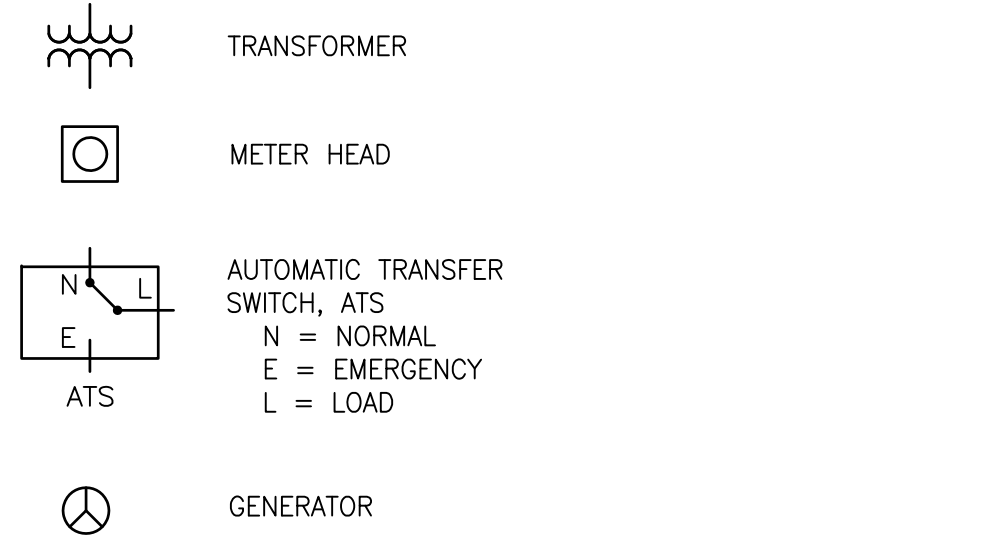 TRANSFORMER
METER HEAD
N
L
E
ATS
AUTOMATIC TRANSFER
SWITCH, ATS
N = NORMAL
E = EMERGENCY
L = LOAD
GENERATOR